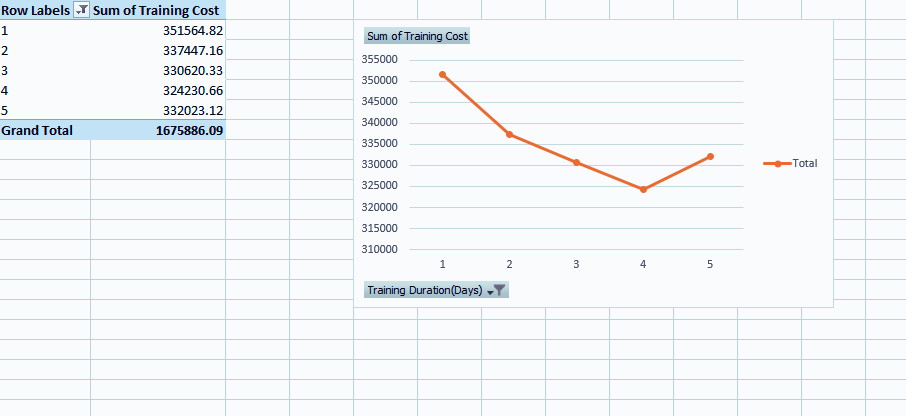 Row Labels Sum of Training Cost
1 351564.82
2 337447.16
3 330620.33
4 324230.66
5 332023.12
Grand Total 1675886.09
Sum of Training Cost
355000
350000
345000
340000
335000
330000
325000
320000
315000
310000
1 2 3 4 5
Total
Training Duration(Days)